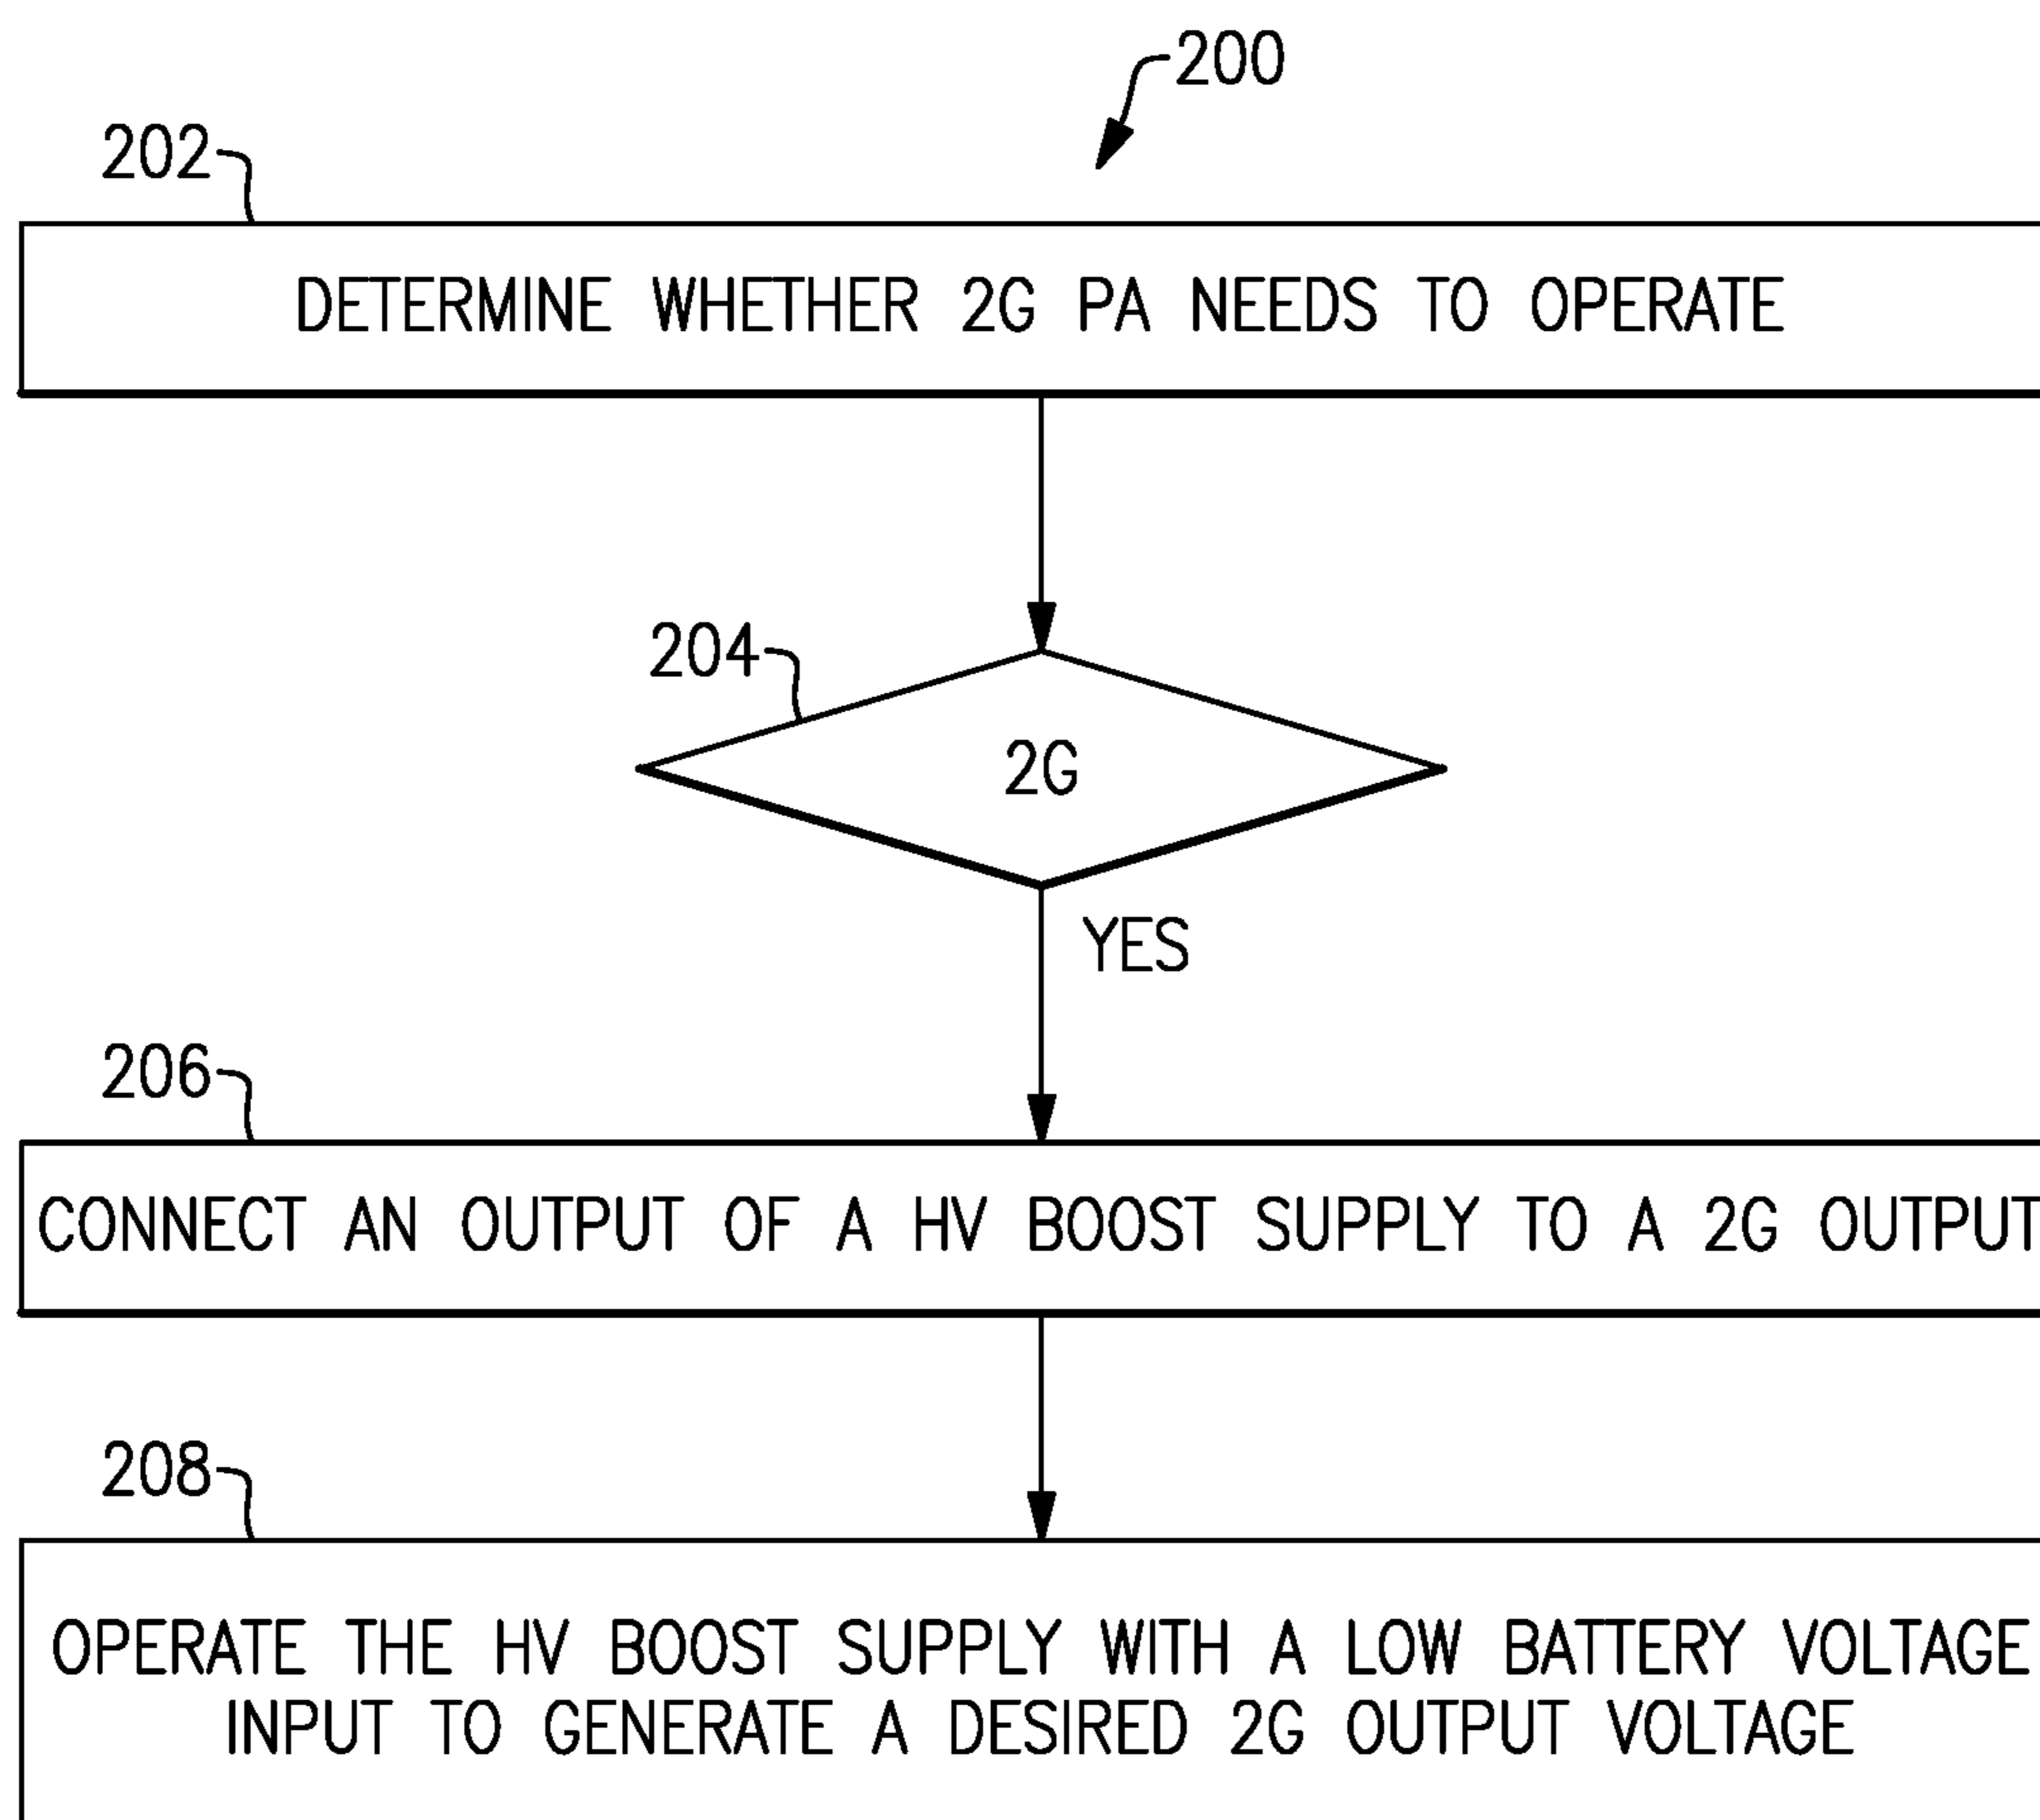 200
202
DETERMINE WHETHER 2G PA NEEDS TO OPERATE
204
2G
YES
206
CONNECT AN OUTPUT OF A HV BOOST SUPPLY TO A 2G OUTPUT
208
OPERATE THE HV BOOST SUPPLY WITH A LOW BATTERY VOLTAGE
INPUT TO GENERATE A DESIRED 2G OUTPUT VOLTAGE